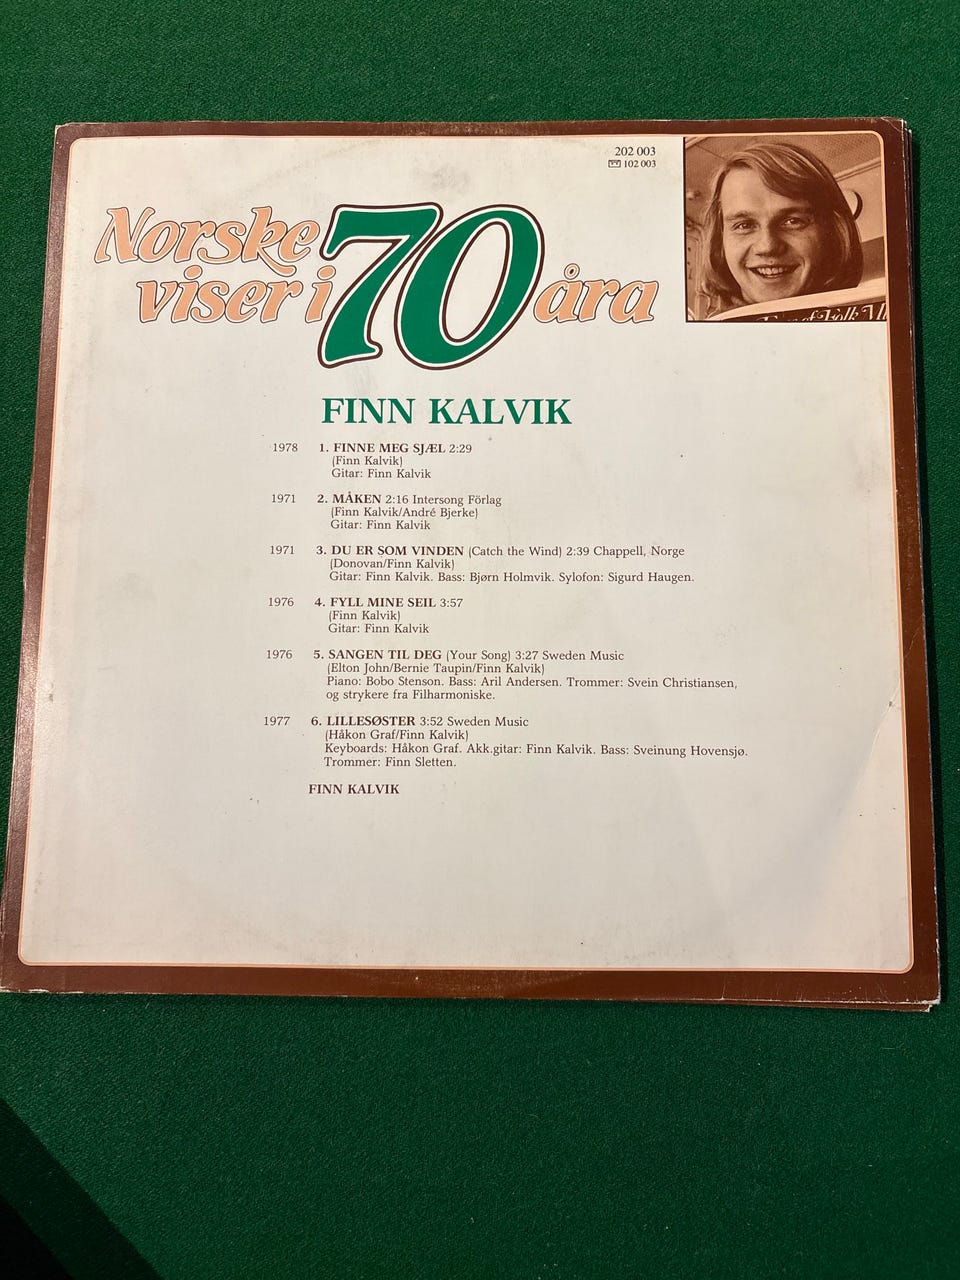 202 003
102 003
Norske
viser i 70 åra
FINN KALVIK
1978 1. FINNE MEG SJÆL 2:29
(Finn Kalvik)
Gitar: Finn Kalvik
1971 2. MÅKEN 2:16 Intersong Förlag
(Finn Kalvik/André Bjerke)
Gitar: Finn Kalvik
1971 3. DU ER SOM VINDEN (Catch the Wind) 2:39 Chappell, Norge
(Donovan/Finn Kalvik)
Gitar: Finn Kalvik. Bass: Bjørn Holmvik. Sylofon: Sigurd Haugen.
1976 4. FYLL MINE SEIL 3:57
(Finn Kalvik)
Gitar: Finn Kalvik
1976 5. SANGEN TIL DEG (Your Song) 3:27 Sweden Music
(Elton John/Bernie Taupin/Finn Kalvik)
Piano: Bobo Stenson. Bass: Aril Andersen. Trommer: Svein Christiansen,
og strykere fra Filharmoniske.
1977 6. LILLESØSTER 3:52 Sweden Music
(Håkon Graf/Finn Kalvik)
Keyboards: Håkon Graf. Akk.gitar: Finn Kalvik. Bass: Sveinung Hovensjø.
Trommer: Finn Sletten.
FINN KALVIK
of Folk